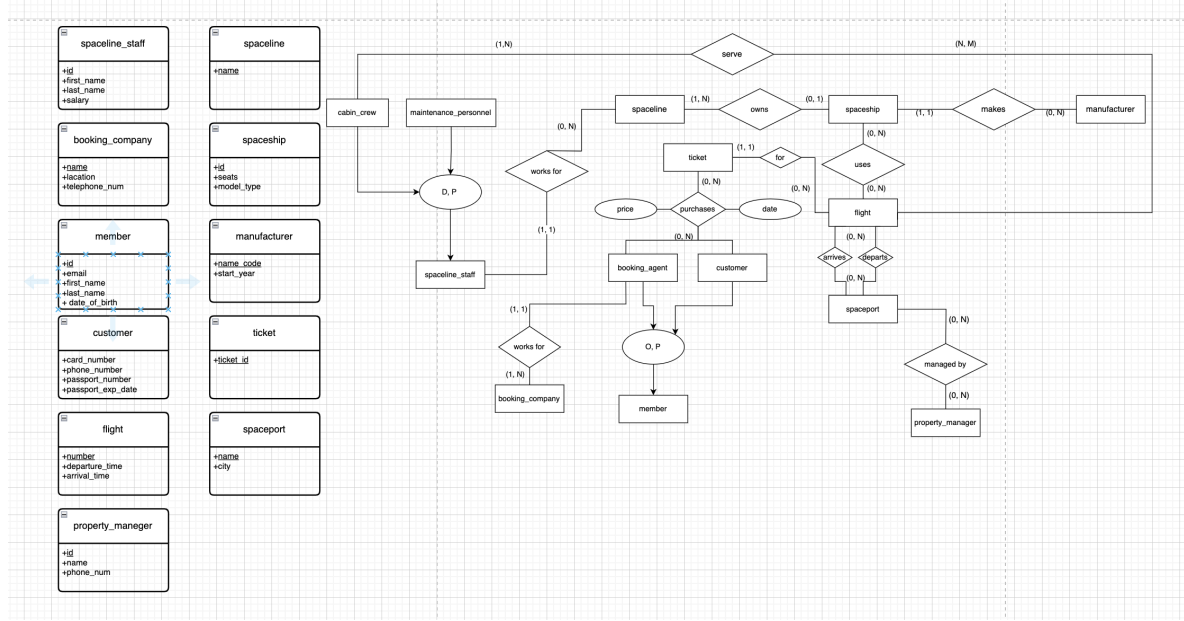 spaceline_staff
+id
+first_name
+last_name
+salary
spaceline
+name
booking_company
+name
+lacation
+telephone_num
spaceship
+id
+seats
+model_type
member
+id
+email
+first_name
+last_name
+ date_of_birth
manufacturer
+name_code
+start_year
customer
+card_number
+phone_number
+passport_number
+passport_exp_date
ticket
+ticket_id
flight
+number
+departure_time
+arrival_time
spaceport
+name
+city
property_maneger
+id
+name
+phone_num
(1,N)
serve
(N, M)
cabin_crew
maintenance_personnel
spaceline
(1, N)
owns
(0, 1)
spaceship
(1, 1)
makes
(0, N)
manufacturer
(0, N)
works for
(1, 1)
D, P
spaceline_staff
ticket
(1, 1)
for
(0, N)
(0, N)
uses
(0, N)
flight
(0, N)
price
purchases
date
(0, N)
booking_agent
customer
(0, N)
arrives
departs
(0, N)
spaceport
(1, 1)
works for
(1, N)
booking_company
O, P
member
(0, N)
managed by
(0, N)
property_manager